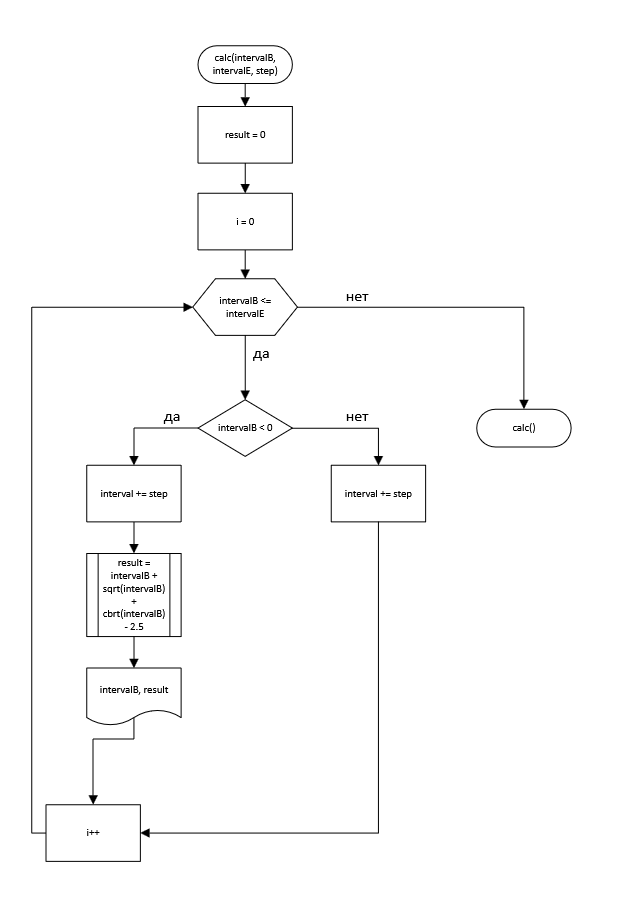 calc(intervalB,
intervalE, step)
result = 0
i = 0
intervalB <=
intervalE
нет
да
intervalB < 0
да
нет
calc()
interval += step
interval += step
result =
intervalB +
sqrt(intervalB)
+
cbrt(intervalB)
- 2.5
intervalB, result
i++